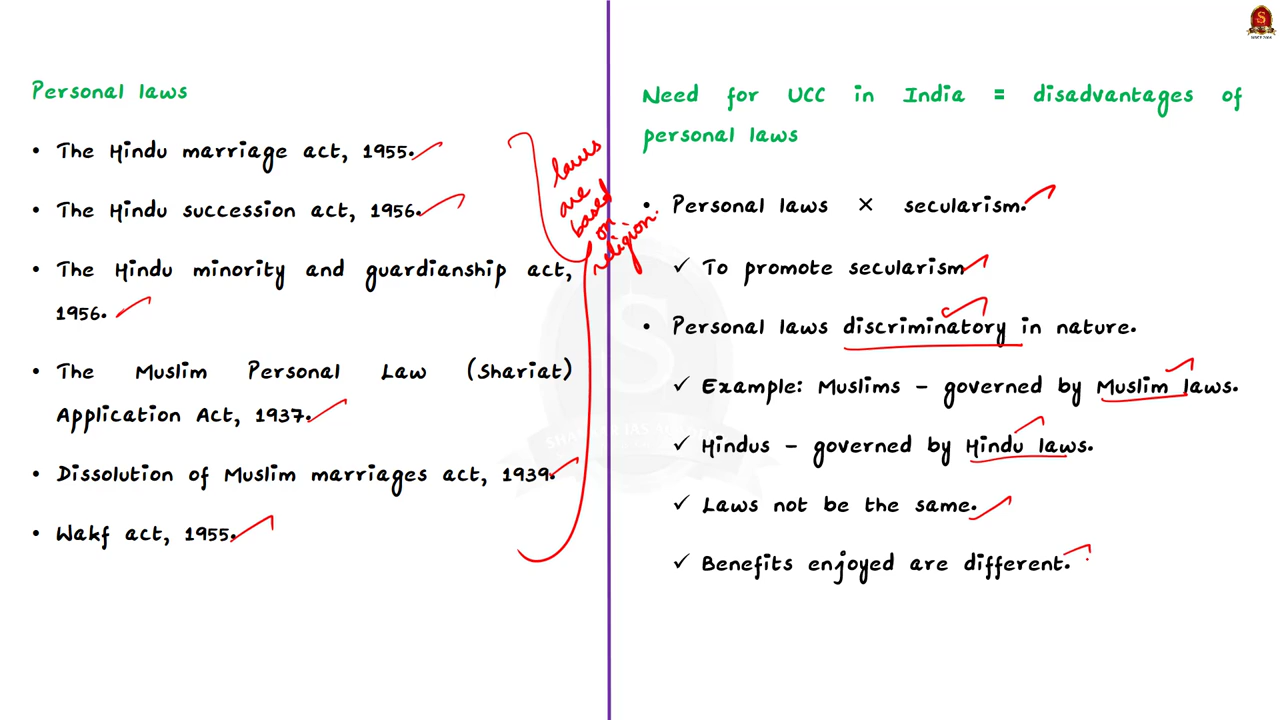 Personal laws
• The Hindu marriage act, 1955.
• The Hindu succession act, 1956.
• The Hindu minority and guardianship act,
1956.
• The Muslim Personal Law (Shariat)
Application Act, 1937.
• Dissolution of Muslim marriages act, 1939.
• Wakf act, 1955.
laws
are
based
on
religion.
Need for UCC in India = disadvantages of
personal laws
• Personal laws × secularism.
✓ To promote secularism
• Personal laws discriminatory in nature.
✓ Example: Muslims – governed by Muslim laws.
✓ Hindus – governed by Hindu laws.
✓ Laws not be the same.
✓ Benefits enjoyed are different.